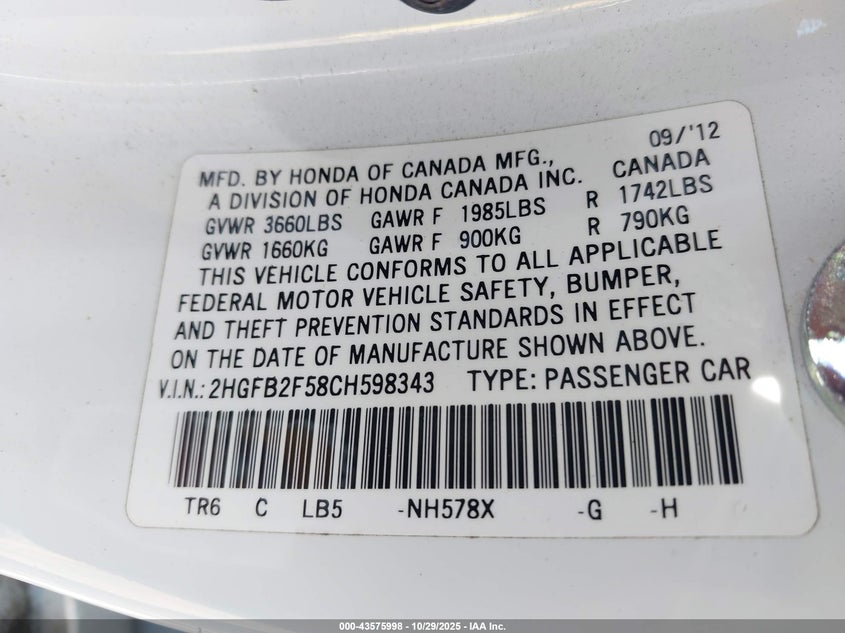 09/'12
MFD. BY HONDA OF CANADA MFG.,
A DIVISION OF HONDA CANADA INC. CANADA
GVWR 3660LBS GAWR F 1985LBS R 1742LBS
GVWR 1660KG GAWR F 900KG R 790KG
THIS VEHICLE CONFORMS TO ALL APPLICABLE
FEDERAL MOTOR VEHICLE SAFETY, BUMPER,
AND THEFT PREVENTION STANDARDS IN EFFECT
ON THE DATE OF MANUFACTURE SHOWN ABOVE.
V.I.N.: 2HGFB2F58CH598343 TYPE: PASSENGER CAR
TR6 C LB5 -NH578X -G -H
000-43575998 | 10/29/2025 - IAA Inc.